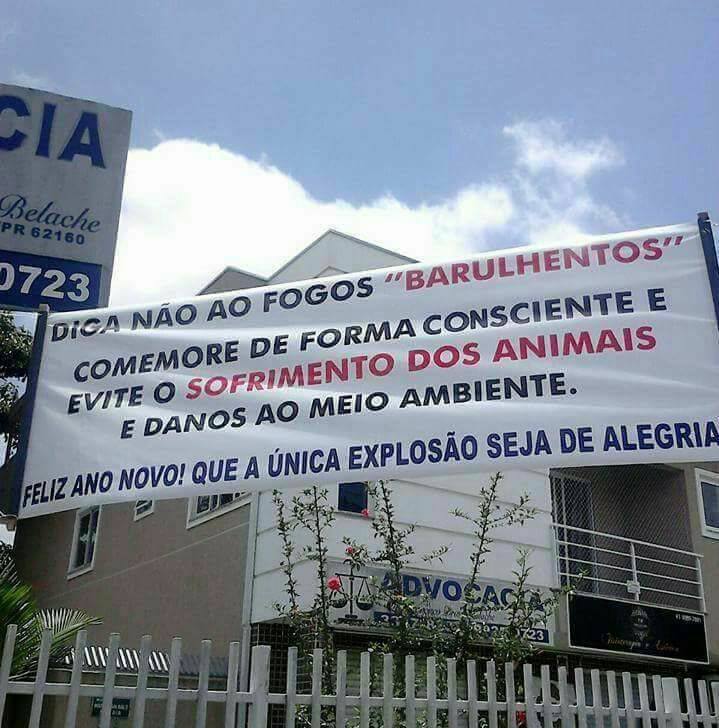 CIA
Belache
PR 62160
0723
DIGA NÃO AO FOGOS "BARULHENTOS"
COMEMORE DE FORMA CONSCIENTE E
EVITE O SOFRIMENTO DOS ANIMAIS
E DANOS AO MEIO AMBIENTE.
FELIZ ANO NOVO! QUE A ÚNICA EXPLOSÃO SEJA DE ALEGRIA
ADVOCACIA
0723